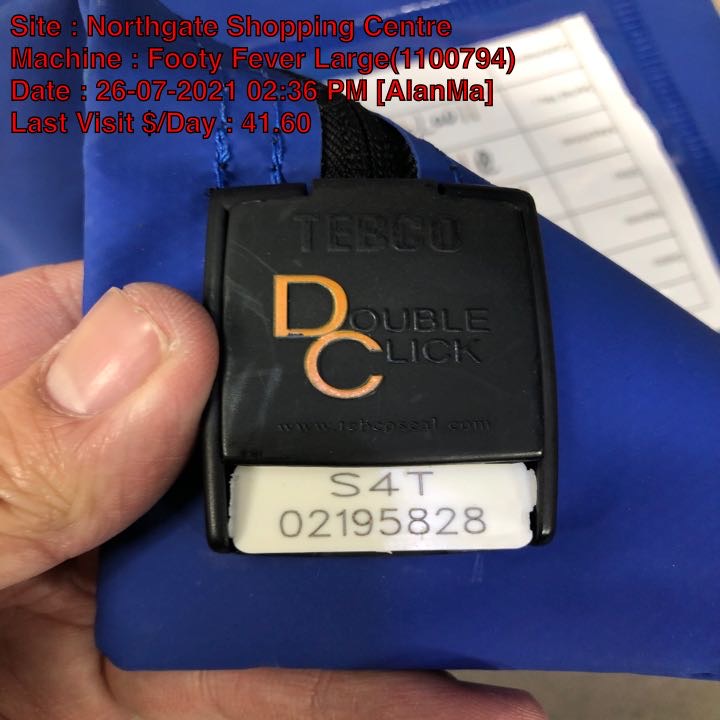 Site : Northgate Shopping Centre
Machine : Footy Fever Large(1100794)
Date : 26-07-2021 02:36 PM [AlanMa]
Last Visit $/Day : 41.60
TEBCO
DOUBLE
CLICK
www.tebcoseal.com
S4T
02195828